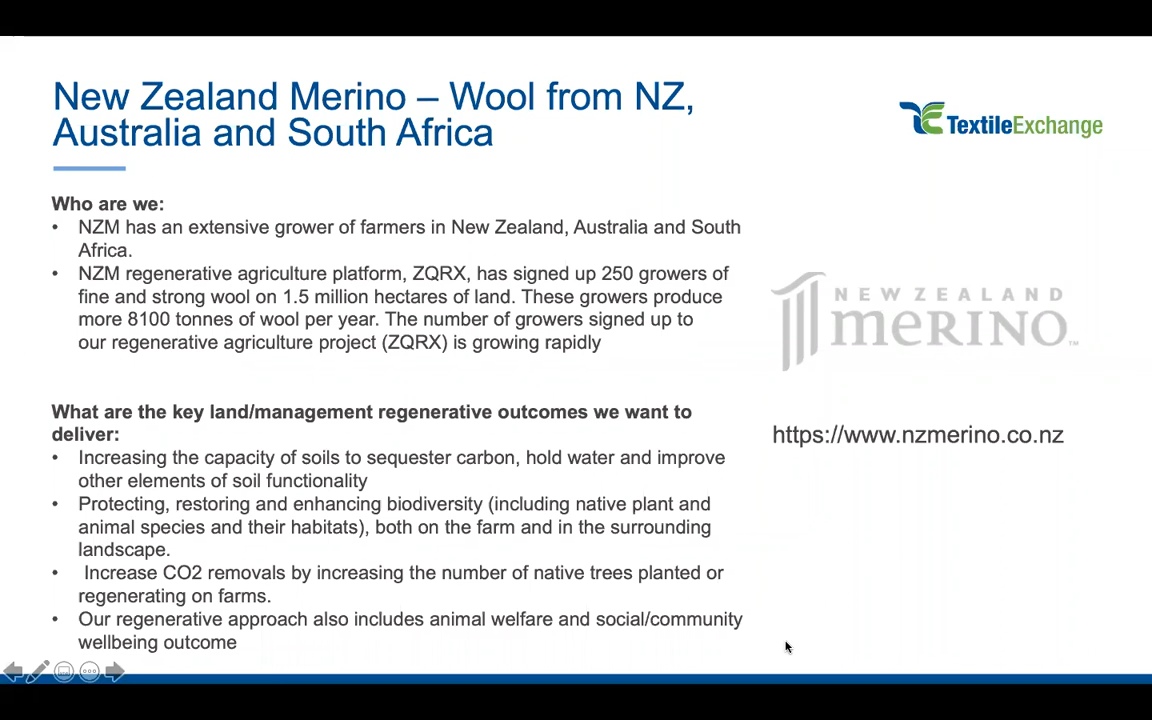 New Zealand Merino – Wool from NZ,
Australia and South Africa
TextileExchange
Who are we:
• NZM has an extensive grower of farmers in New Zealand, Australia and South
Africa.
• NZM regenerative agriculture platform, ZQRX, has signed up 250 growers of
fine and strong wool on 1.5 million hectares of land. These growers produce
more 8100 tonnes of wool per year. The number of growers signed up to
our regenerative agriculture project (ZQRX) is growing rapidly
What are the key land/management regenerative outcomes we want to
deliver:
• Increasing the capacity of soils to sequester carbon, hold water and improve
other elements of soil functionality
• Protecting, restoring and enhancing biodiversity (including native plant and
animal species and their habitats), both on the farm and in the surrounding
landscape.
• Increase CO2 removals by increasing the number of native trees planted or
regenerating on farms.
• Our regenerative approach also includes animal welfare and social/community
wellbeing outcome
NEW ZEALAND
meRINO™
https://www.nzmerino.co.nz